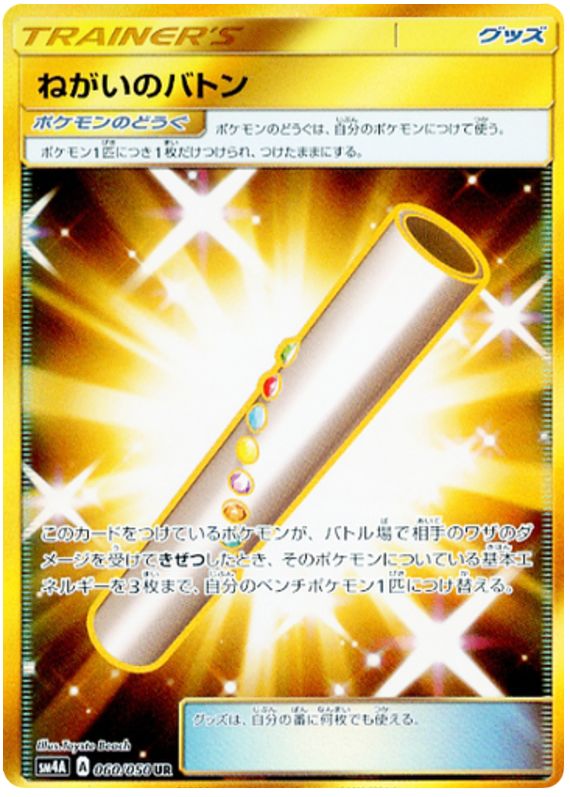 TRAINER'S グッズ
ねがいのバトン
ポケモンのどうぐ ポケモンのどうぐは、自分のポケモンにつけて使う。
ポケモン1匹につき1枚だけつけられ、つけたままにする。
このカードをつけているポケモンが、バトル場で相手のワザのダ
メージを受けてきぜつしたとき、そのポケモンについている基本エ
ネルギーを3枚まで、自分のベンチポケモン1匹につけ替える。
グッズは、自分の番に何枚でも使える。
Illus. Toyste Beach
SM4A A 060/050 UR